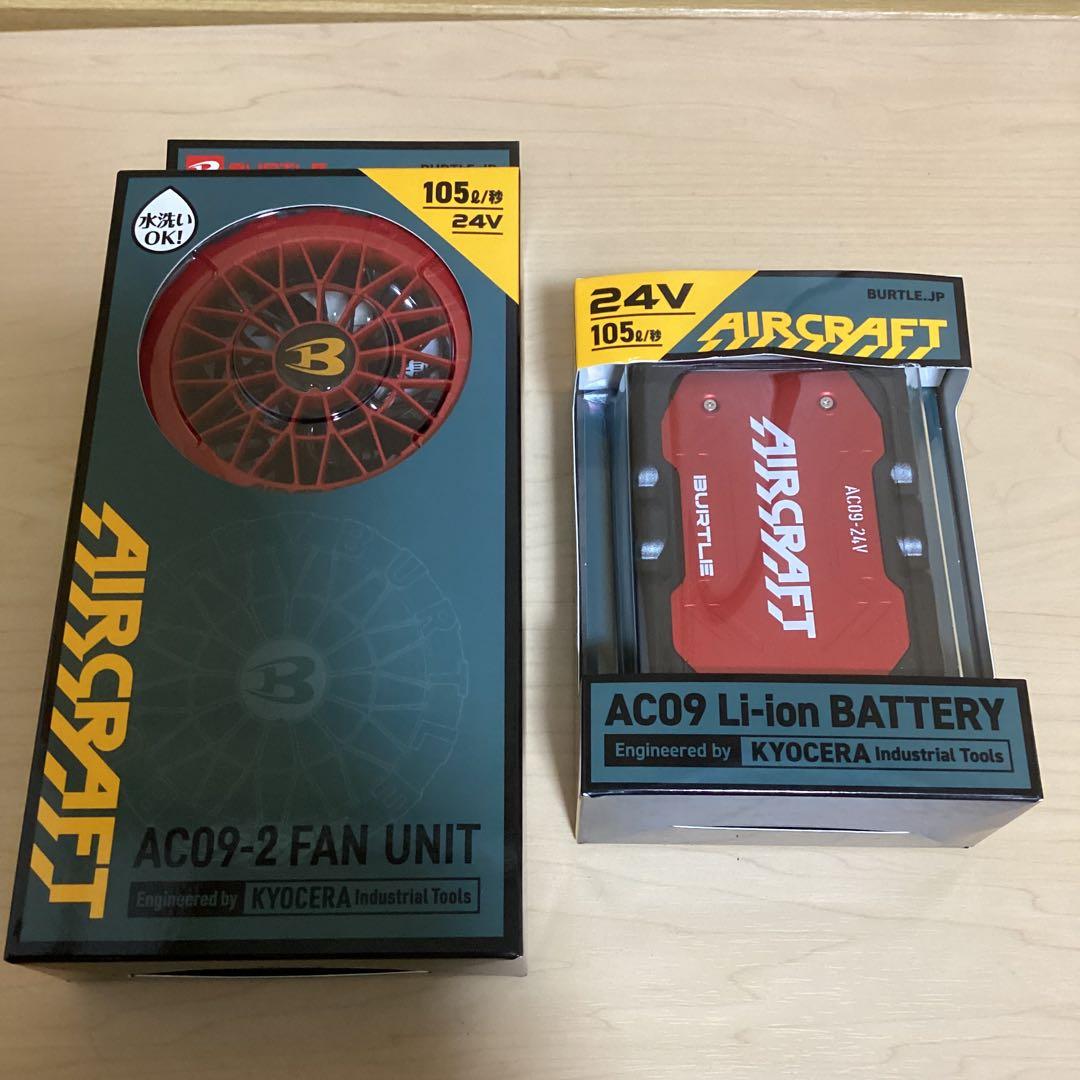 BURTLE
BURTLE.JP
水洗い
OK!
105ℓ/秒
24V
B
BURTLE
B
AIRCRAFT
AC09-2 FAN UNIT
Engineered by KYOCERA Industrial Tools
24V
105ℓ/秒
BURTLE.JP
AIRCRAFT
AIRCRAFT
BURTLE
AC09-24V
AC09 Li-ion BATTERY
Engineered by KYOCERA Industrial Tools